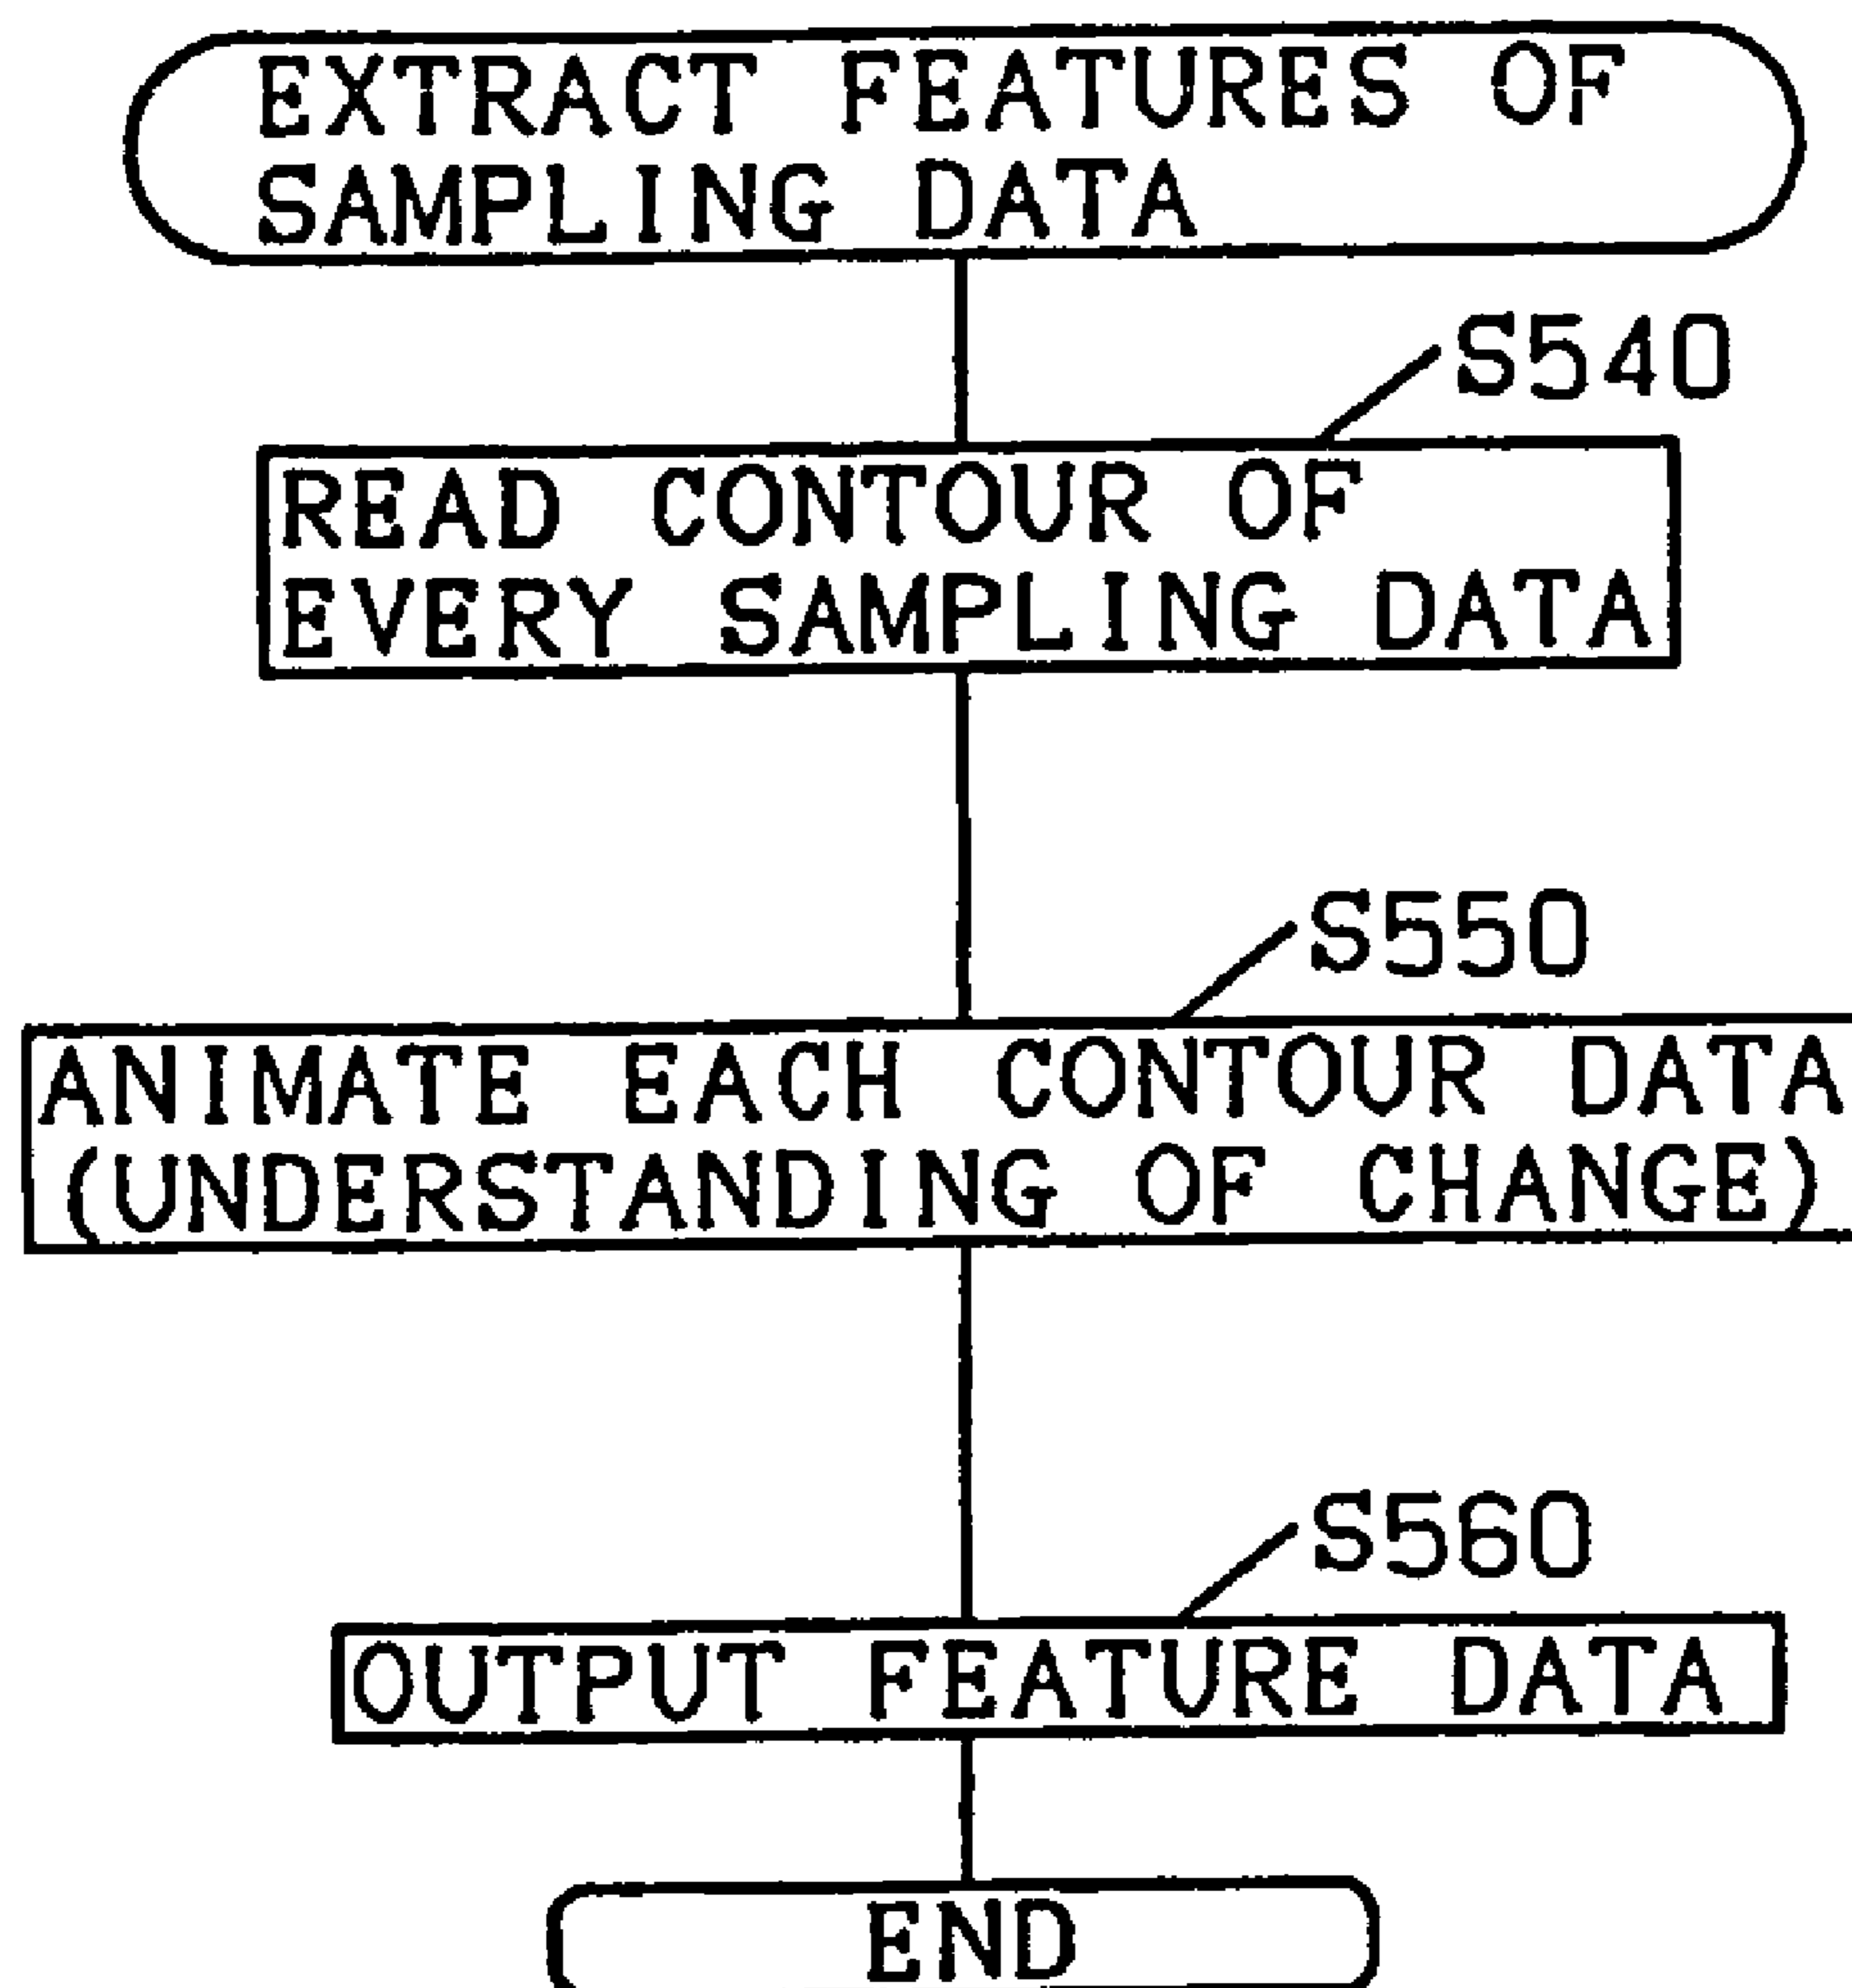 EXTRACT FEATURES OF
SAMPLING DATA
S540
READ CONTOUR OF
EVERY SAMPLING DATA
S550
ANIMATE EACH CONTOUR DATA
(UNDERSTANDING OF CHANGE)
S560
OUTPUT FEATURE DATA
END